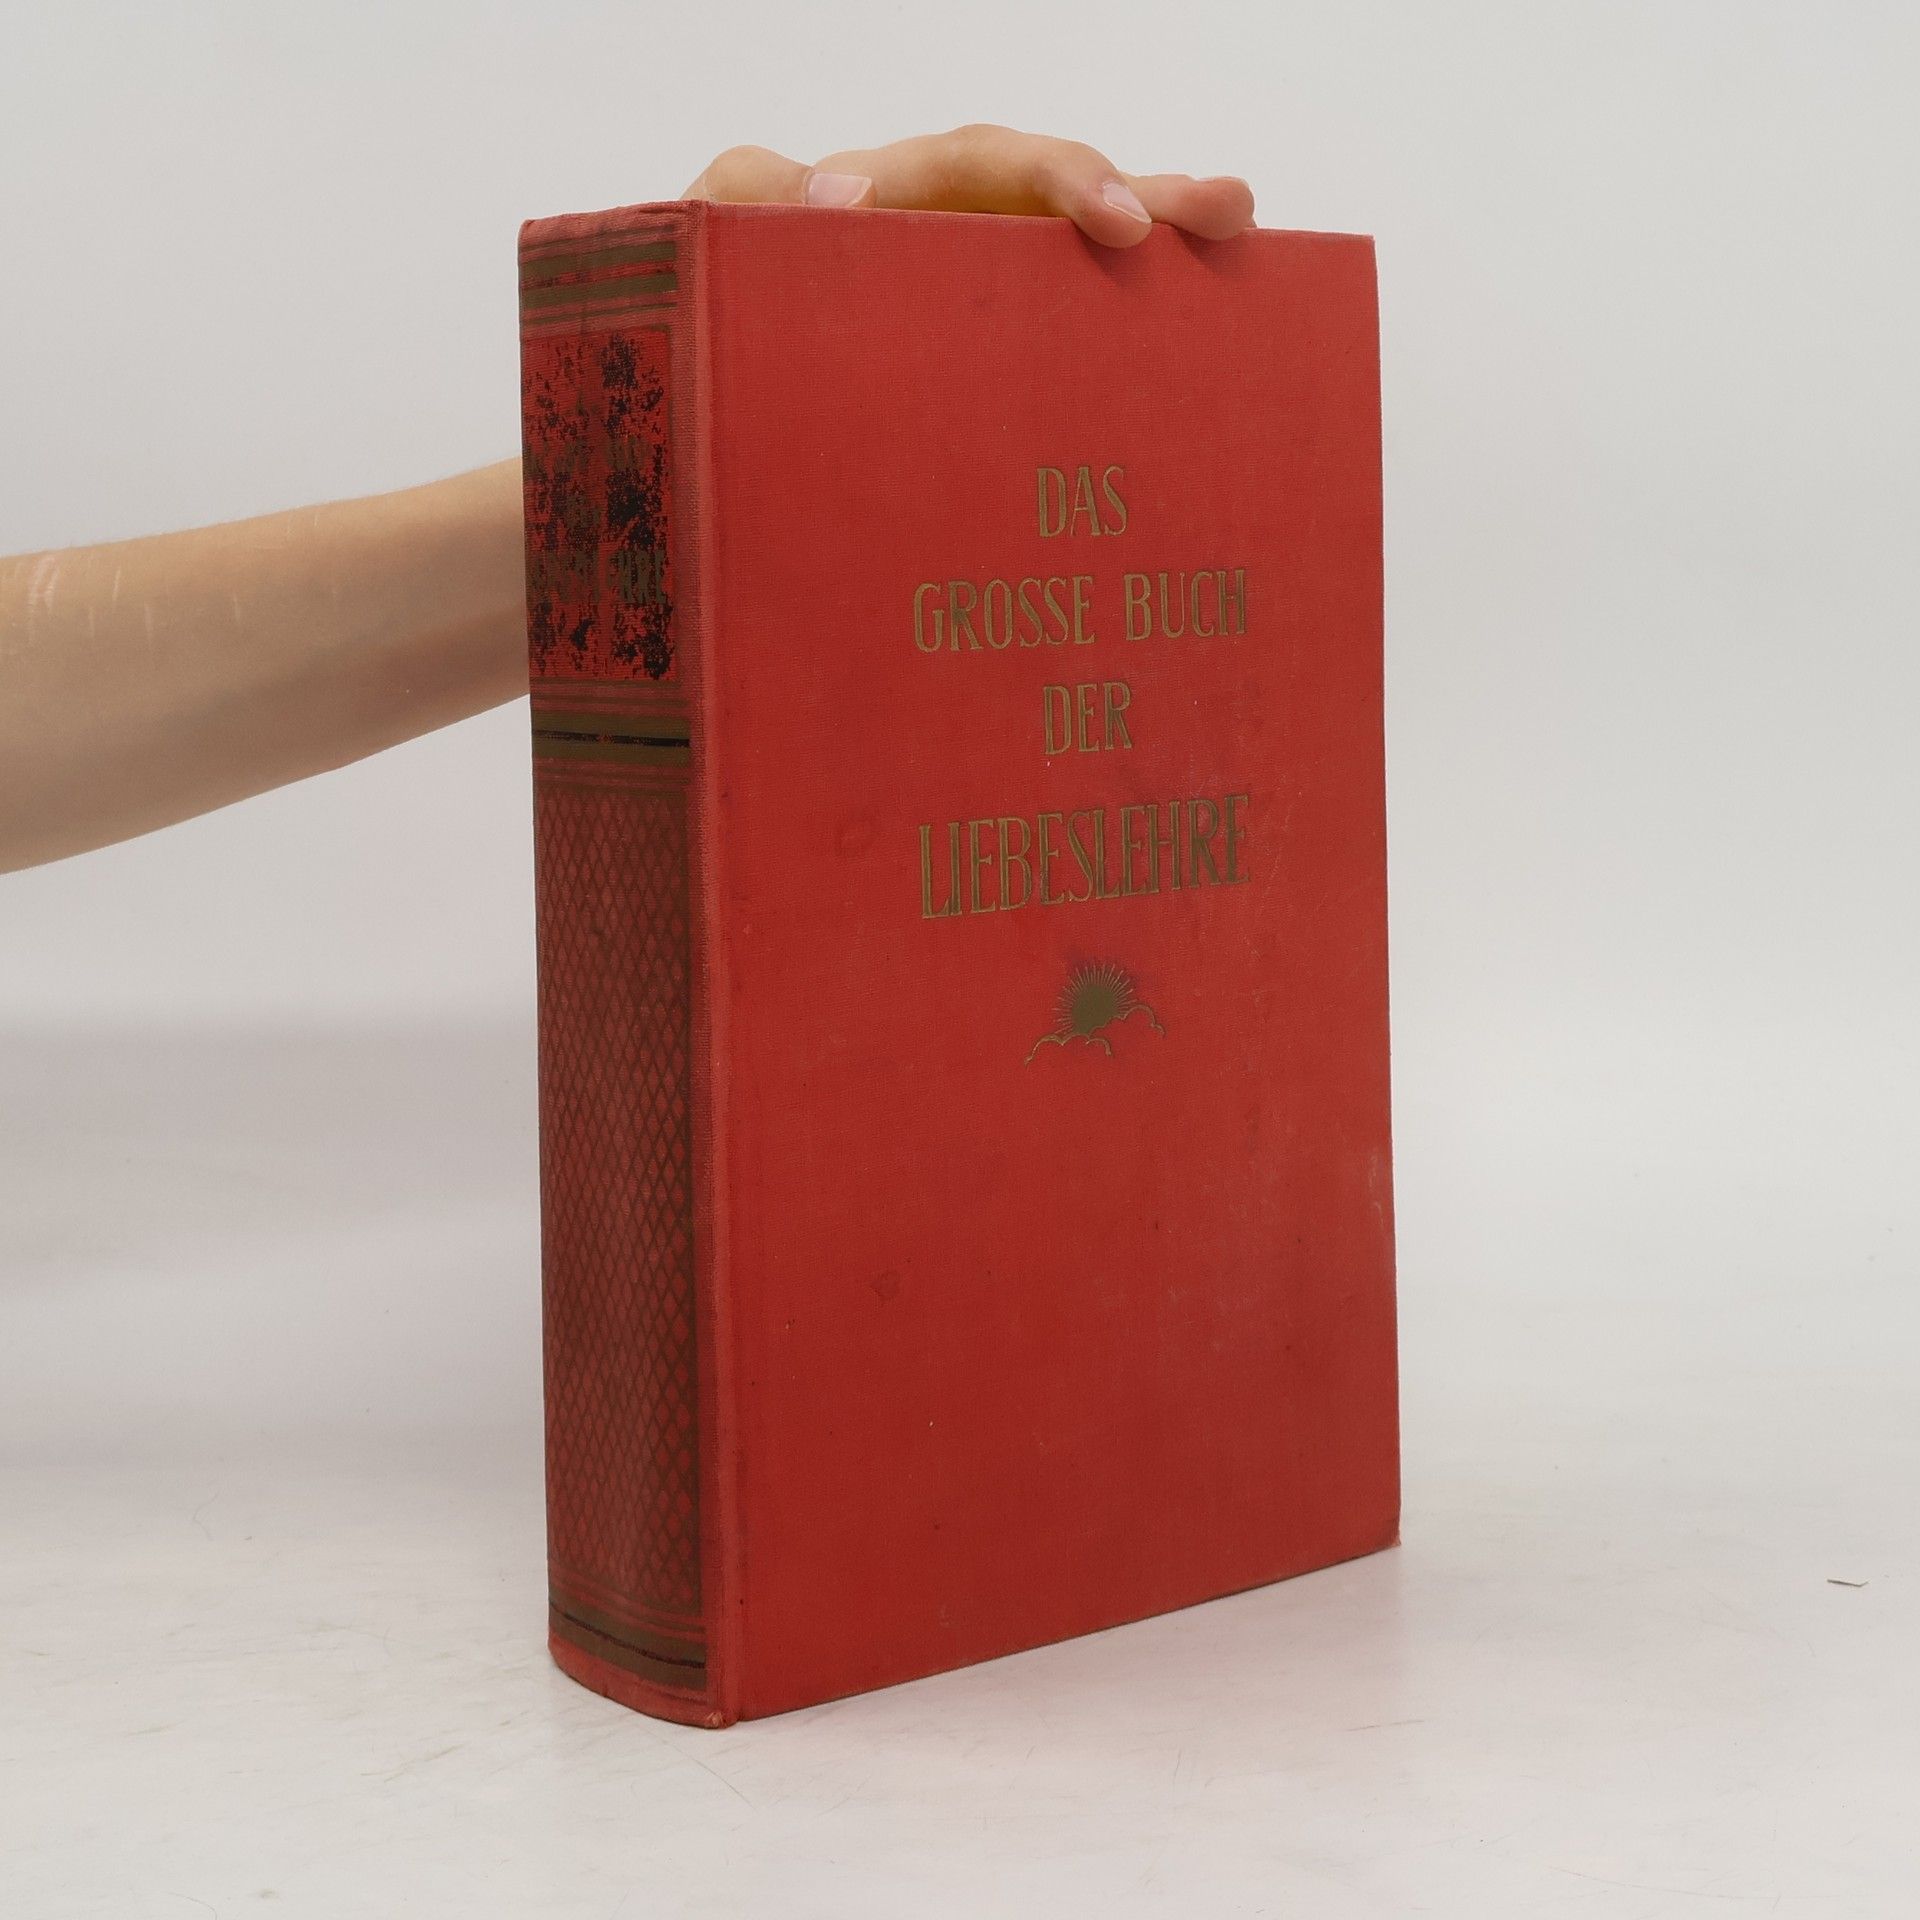 DAS
GROSSE BUCH
DER
LIEBESLEHRE